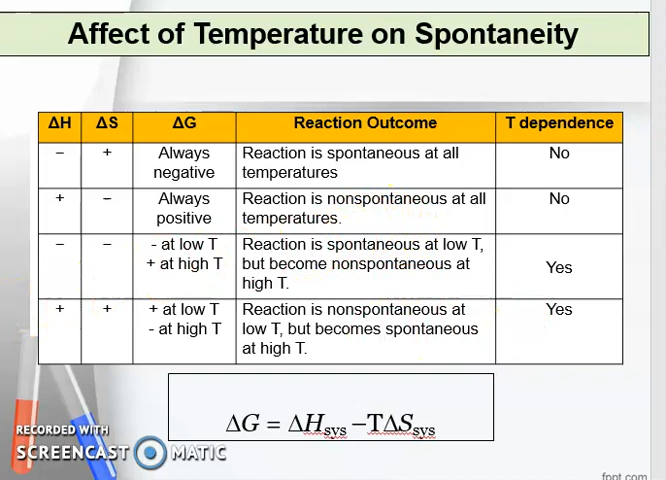 Affect of Temperature on Spontaneity
ΔH ΔS ΔG Reaction Outcome T dependence
– + Always negative Reaction is spontaneous at all temperatures No
+ – Always positive Reaction is nonspontaneous at all temperatures. No
– – - at low T + at high T Reaction is spontaneous at low T, but become nonspontaneous at high T. Yes
+ + + at low T - at high T Reaction is nonspontaneous at low T, but becomes spontaneous at high T. Yes
ΔG = ΔHsys –TΔSsys
RECORDED WITH
SCREENCAST MATIC
fppt.com